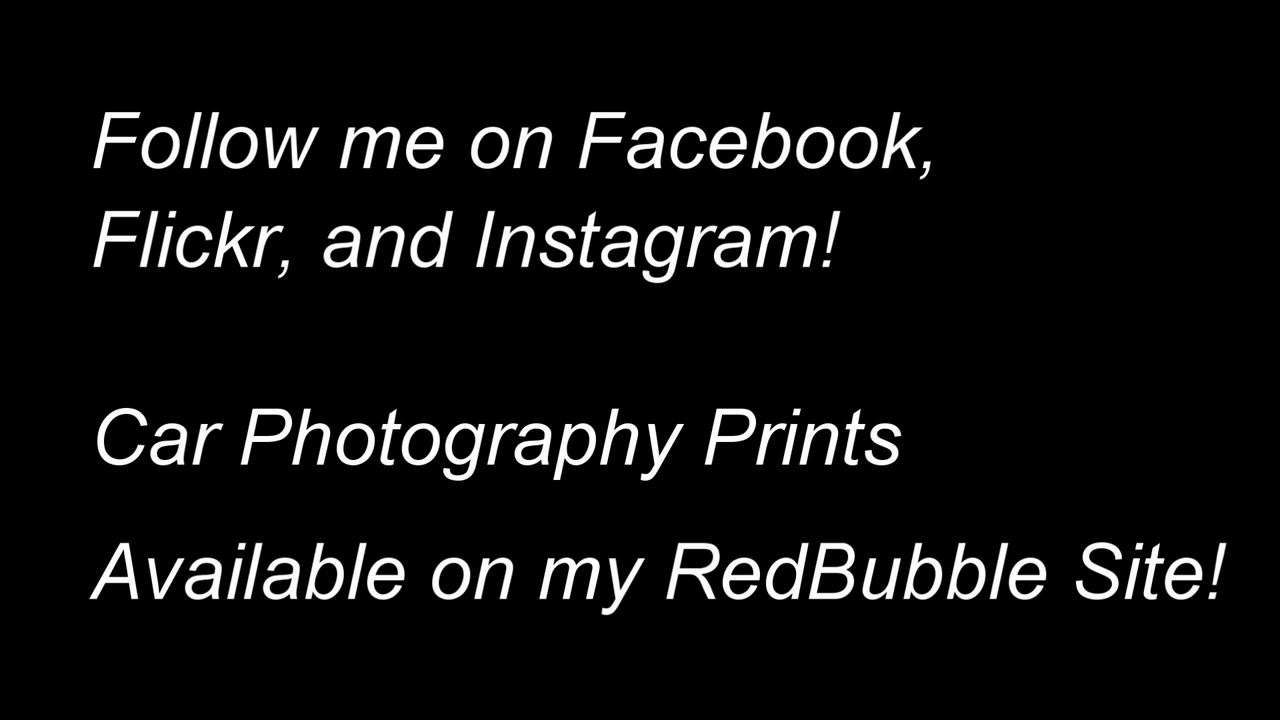 Follow me on Facebook,
Flickr, and Instagram!
Car Photography Prints
Available on my RedBubble Site!